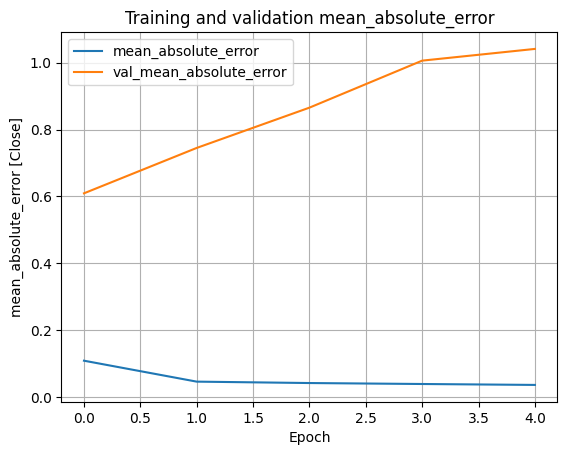 Training and validation mean_absolute_error
mean_absolute_error
val_mean_absolute_error
mean_absolute_error [Close]
1.0
0.8
0.6
0.4
0.2
0.0
0.0 0.5 1.0 1.5 2.0 2.5 3.0 3.5 4.0
Epoch